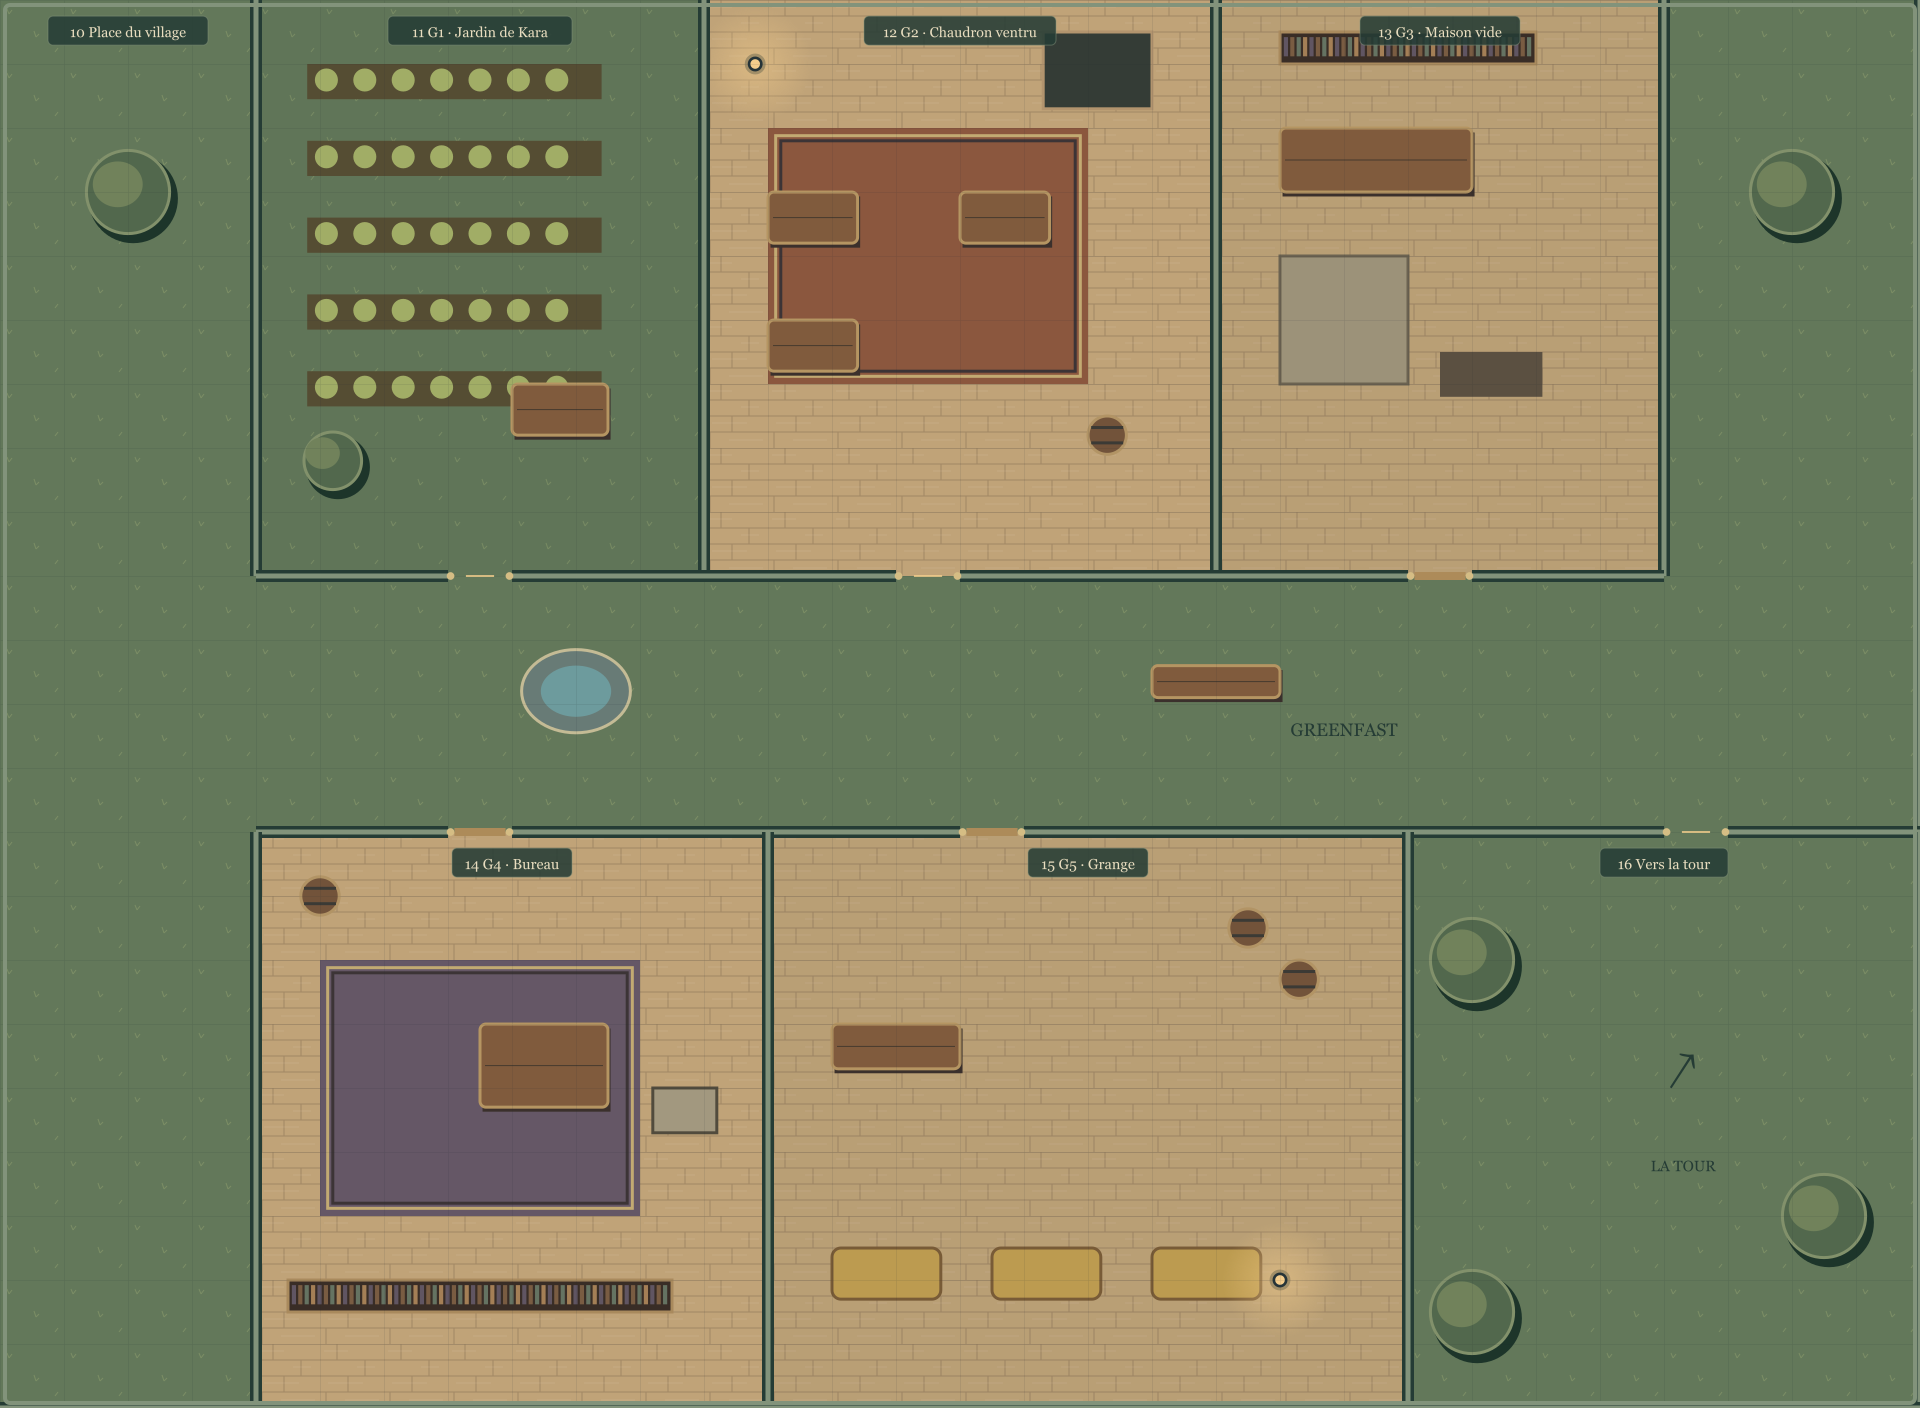 10 Place du village
11 G1 · Jardin de Kara
12 G2 · Chaudron ventru
13 G3 · Maison vide
GREENFAST
14 G4 · Bureau
15 G5 · Grange
16 Vers la tour
LA TOUR